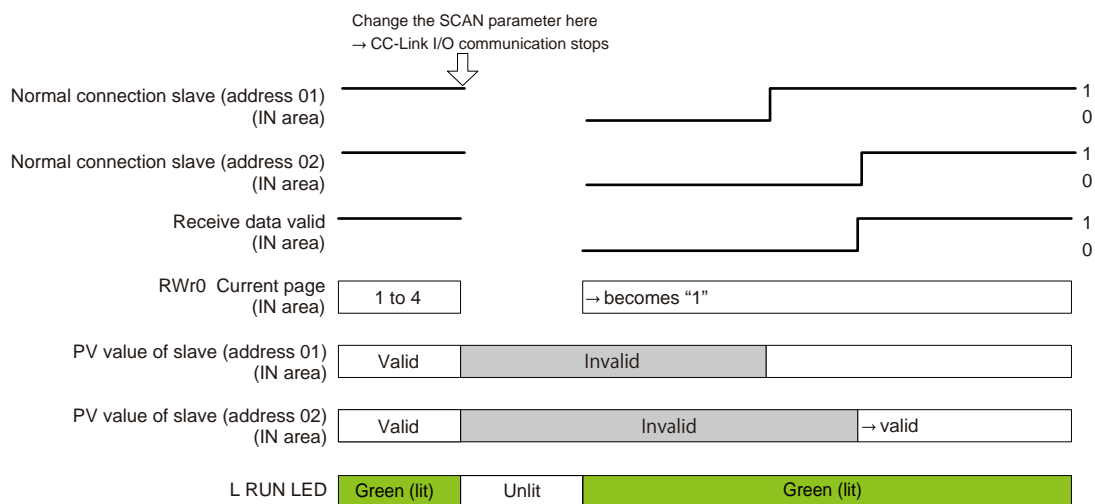 Change the SCAN parameter here
→ CC-Link I/O communication stops
Normal connection slave (address 01)
(IN area)
1
0
Normal connection slave (address 02)
(IN area)
1
0
Receive data valid
(IN area)
1
0
RWr0 Current page
(IN area)
1 to 4
→ becomes “1”
PV value of slave (address 01)
(IN area)
Valid
Invalid
PV value of slave (address 02)
(IN area)
Valid
Invalid
→ valid
L RUN LED
Green (lit)
Unlit
Green (lit)